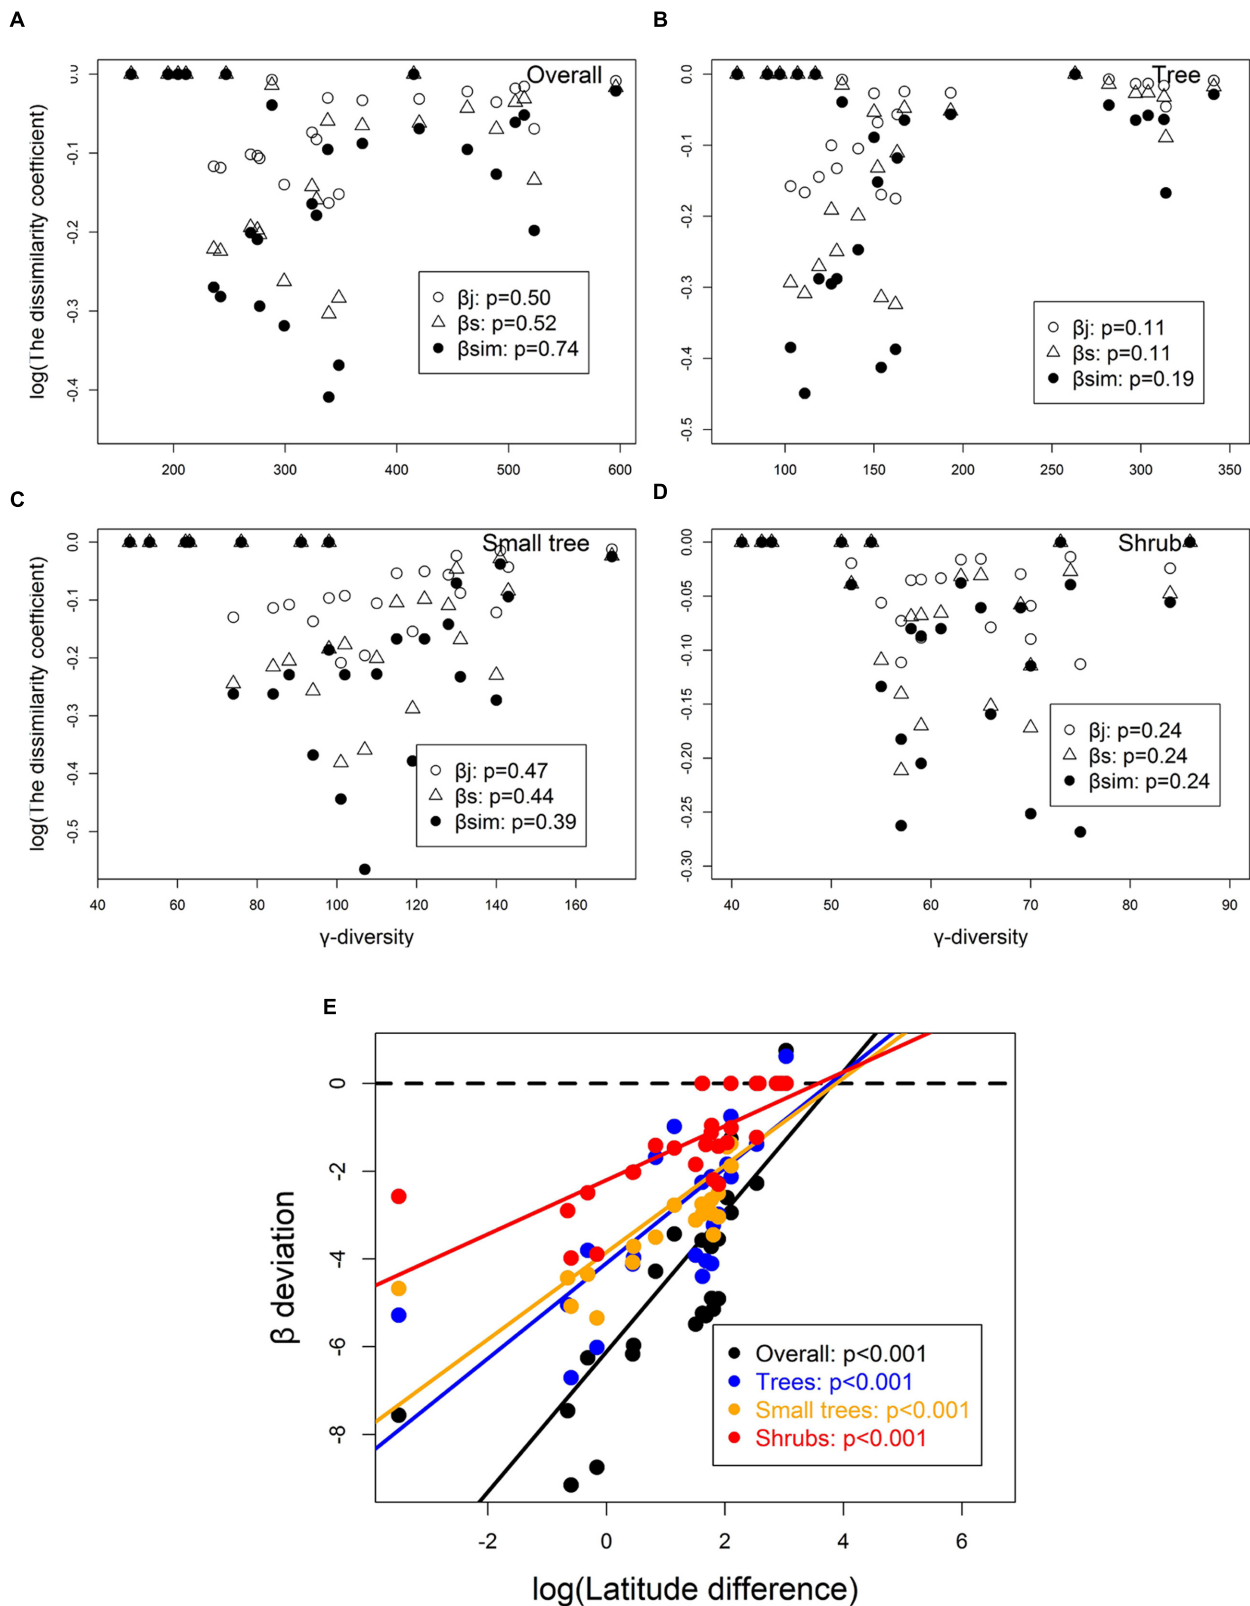 A
B
log(The dissimilarity coefficient)
0.0
-0.1
-0.2
-0.3
-0.4
Overall
βj: p=0.50
βs: p=0.52
βsim: p=0.74
200 300 400 500 600
0.0
-0.1
-0.2
-0.3
-0.4
-0.5
Tree
βj: p=0.11
βs: p=0.11
βsim: p=0.19
100 150 200 250 300 350
C
D
log(The dissimilarity coefficient)
0.0
-0.1
-0.2
-0.3
-0.4
-0.5
Small tree
βj: p=0.47
βs: p=0.44
βsim: p=0.39
40 60 80 100 120 140 160
γ-diversity
0.00
-0.05
-0.10
-0.15
-0.20
-0.25
-0.30
Shrub
βj: p=0.24
βs: p=0.24
βsim: p=0.24
40 50 60 70 80 90
γ-diversity
E
β deviation
0
-2
-4
-6
-8
Overall: p<0.001
Trees: p<0.001
Small trees: p<0.001
Shrubs: p<0.001
-2 0 2 4 6
log(Latitude difference)